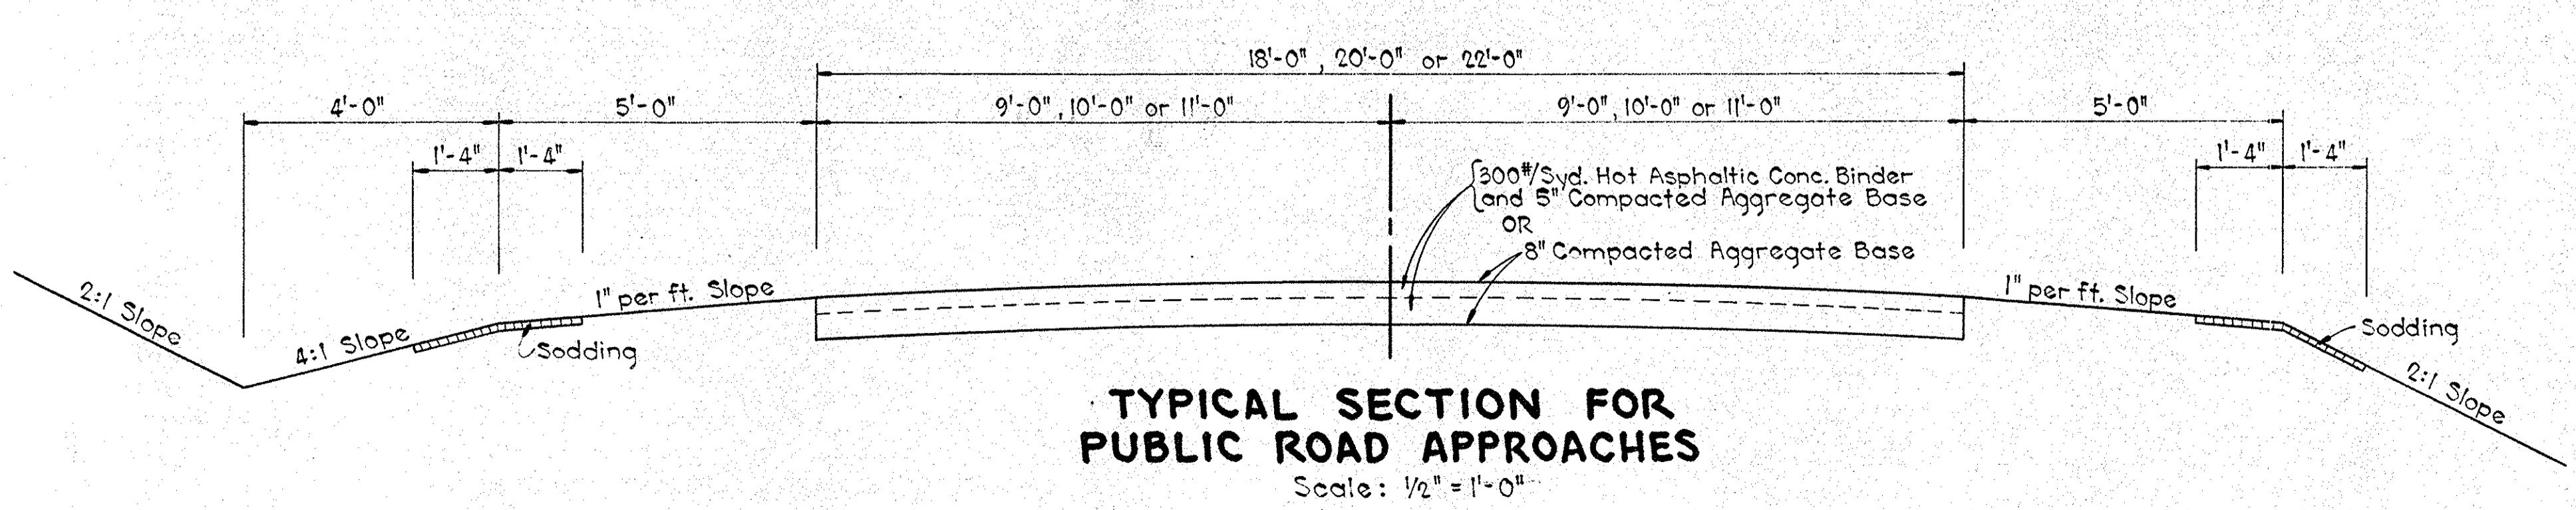 18'-0", 20'-0" or 22'-0"
4'-0"
5'-0"
9'-0", 10'-0" or 11'-0"
9'-0", 10'-0" or 11'-0"
5'-0"
1'-4"
1'-4"
1'-4"
1'-4"
300#/Syd. Hot Asphaltic Conc. Binder
and 5" Compacted Aggregate Base
OR
8" Compacted Aggregate Base
2:1 Slope
4:1 Slope
1" per ft. Slope
Sodding
1" per ft. Slope
Sodding
2:1 Slope
TYPICAL SECTION FOR
PUBLIC ROAD APPROACHES
Scale: 1/2" = 1'-0"